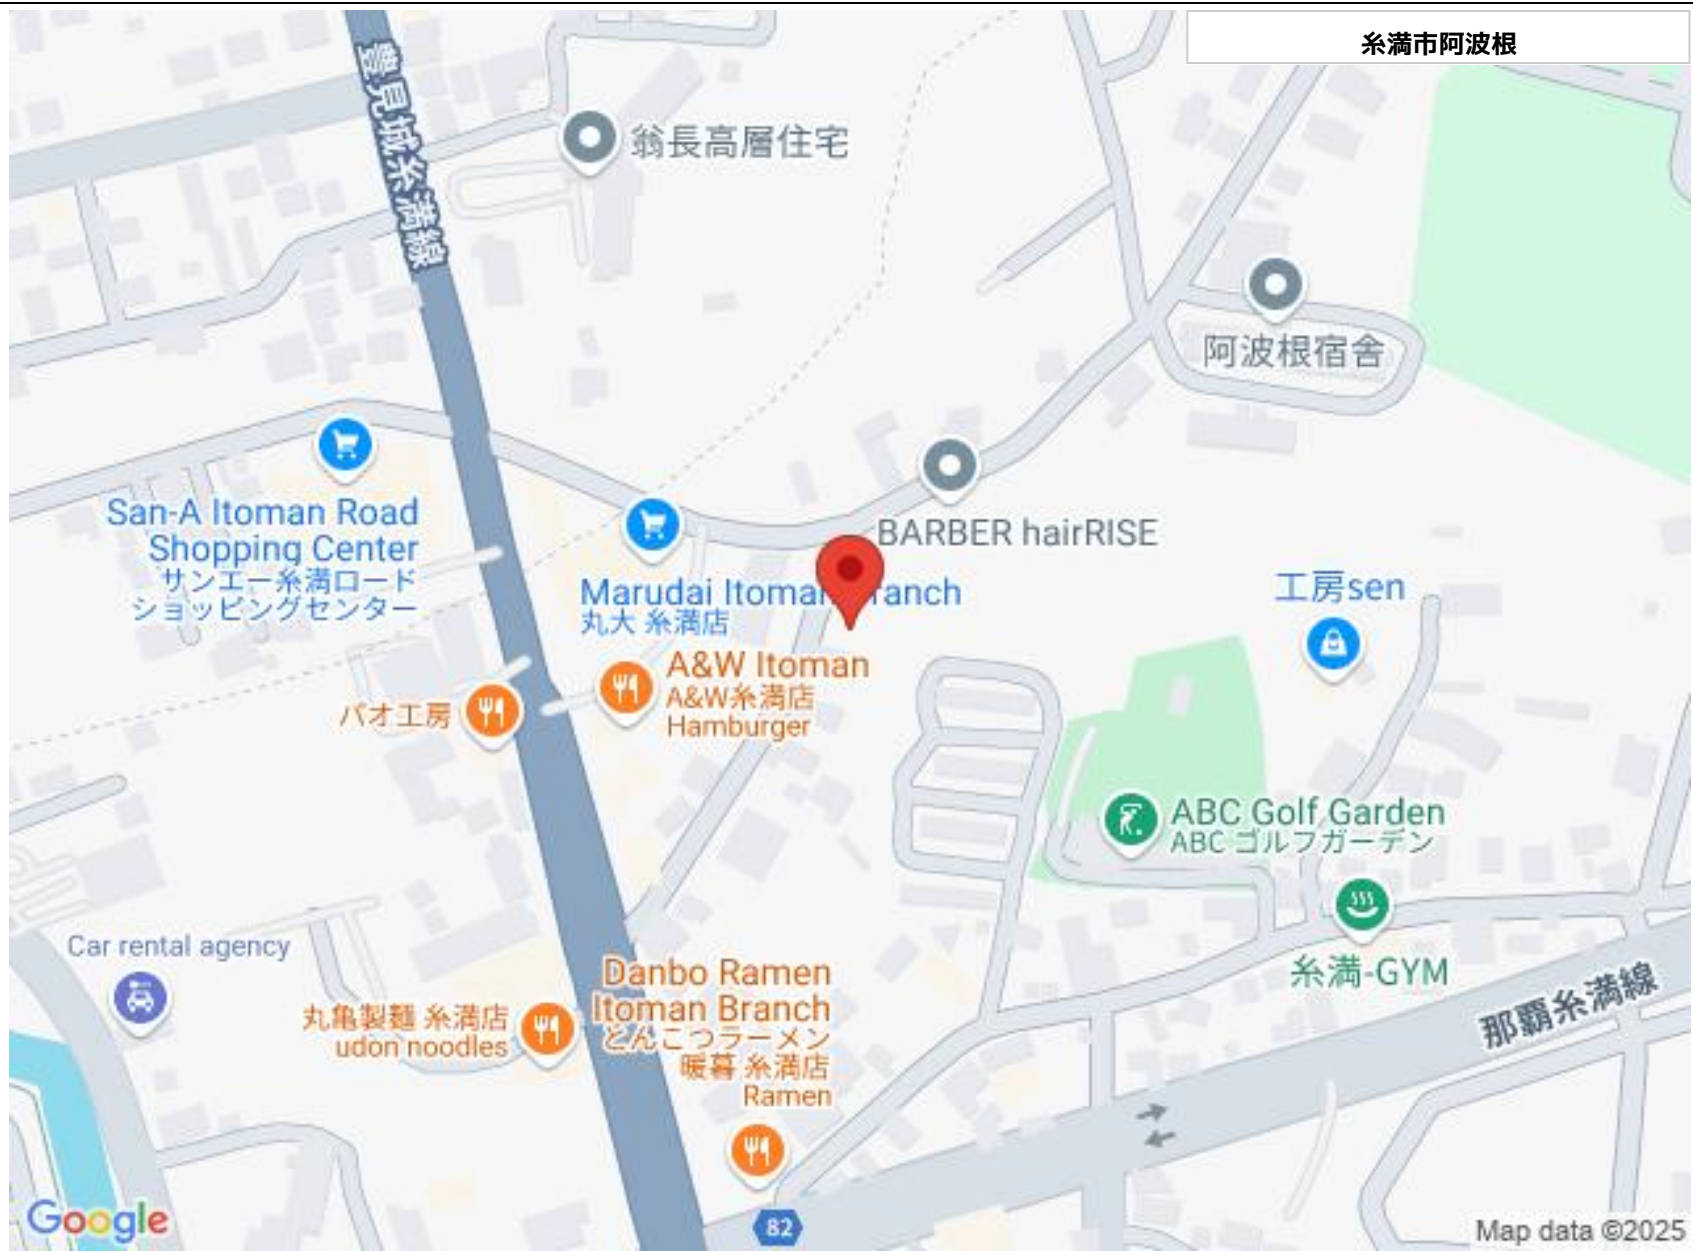 糸満市阿波根
豊見城糸満線
翁長高層住宅
阿波根宿舎
San-A Itoman Road
Shopping Center
サンエー糸満ロード
ショッピングセンター
BARBER hairRISE
Marudai Itoman Branch
丸大 糸満店
工房sen
A&W Itoman
A&W糸満店
Hamburger
パオ工房
ABC Golf Garden
ABC ゴルフガーデン
Car rental agency
糸満-GYM
那覇糸満線
丸亀製麺 糸満店
udon noodles
Danbo Ramen
Itoman Branch
とんこつラーメン
暖暮 糸満店
Ramen
82
Google
Map data ©2025